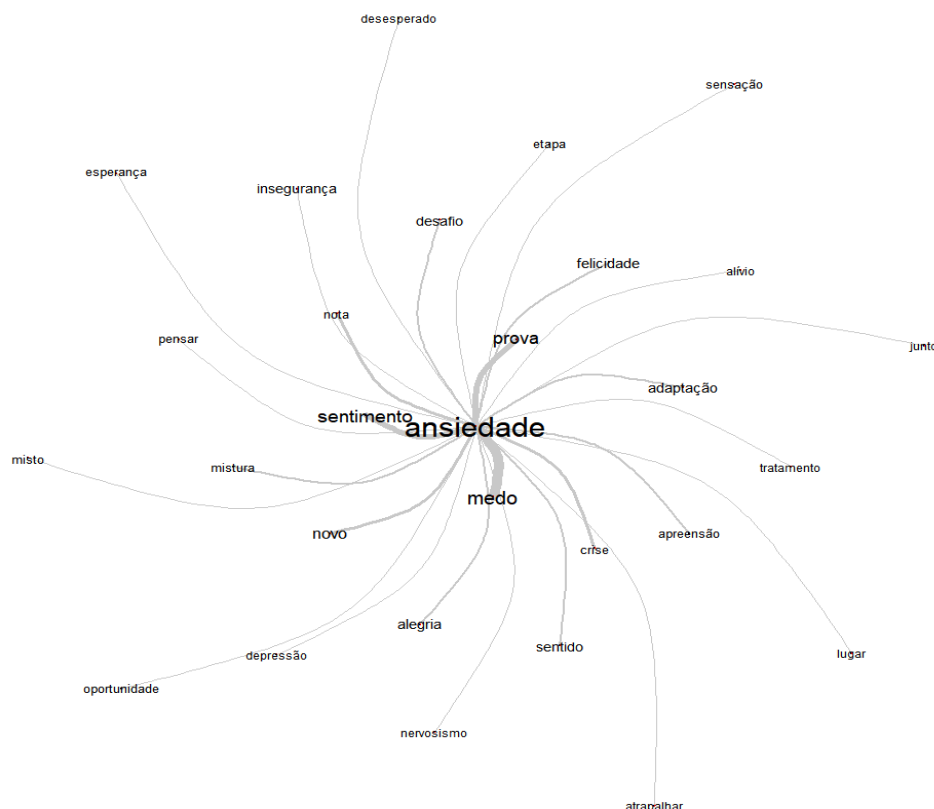 desesperado
sensação
etapa
esperança
insegurança
desafio
felicidade
alívio
nota
prova
pensar
junto
adaptação
sentimento
ansiedade
misto
mistura
tratamento
medo
novo
apreensão
crise
alegria
sentido
lugar
depressão
oportunidade
nervosismo
atrapalhar